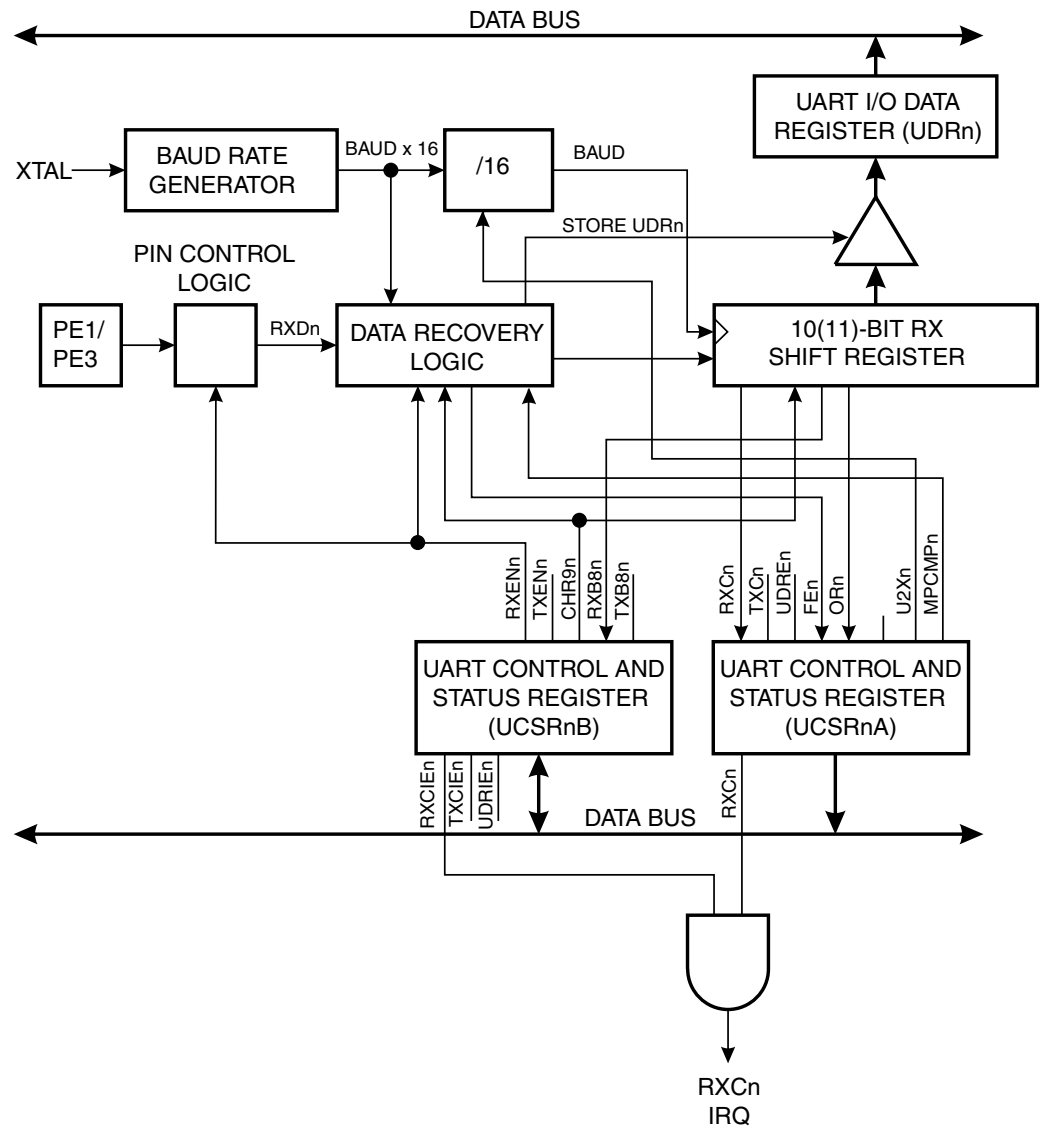 DATA BUS
UART I/O DATA
REGISTER (UDRn)
XTAL
BAUD RATE
GENERATOR
BAUD x 16
/16
BAUD
STORE UDRn
PIN CONTROL
LOGIC
PE1/
PE3
RXDn
DATA RECOVERY
LOGIC
10(11)-BIT RX
SHIFT REGISTER
RXENn
TXENn
CHR9n
RXB8n
TXB8n
RXCn
TXCn
UDREn
FEn
ORn
U2Xn
MPCMPn
UART CONTROL AND
STATUS REGISTER
(UCSRnB)
UART CONTROL AND
STATUS REGISTER
(UCSRnA)
RXCIEn
TXCIEn
UDRIEn
RXCn
DATA BUS
RXCn
IRQ